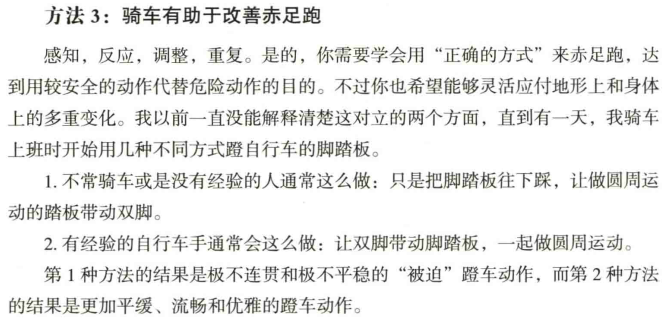 方法 3：骑车有助于改善赤足跑
感知，反应，调整，重复。是的，你需要学会用“正确的方式”来赤足跑，达
到用较安全的动作代替危险动作的目的。不过你也希望能够灵活应付地形上和身体
上的多重变化。我以前一直没能解释清楚这对立的两个方面，直到有一天，我骑车
上班时开始用几种不同方式蹬自行车的脚踏板。
1. 不常骑车或是没有经验的人通常这么做：只是把脚踏板往下踩，让做圆周运
动的踏板带动双脚。
2. 有经验的自行车手通常会这么做：让双脚带动脚踏板，一起做圆周运动。
第 1 种方法的结果是极不连贯和极不平稳的“被迫”蹬车动作，而第 2 种方法
的结果是更加平缓、流畅和优雅的蹬车动作。